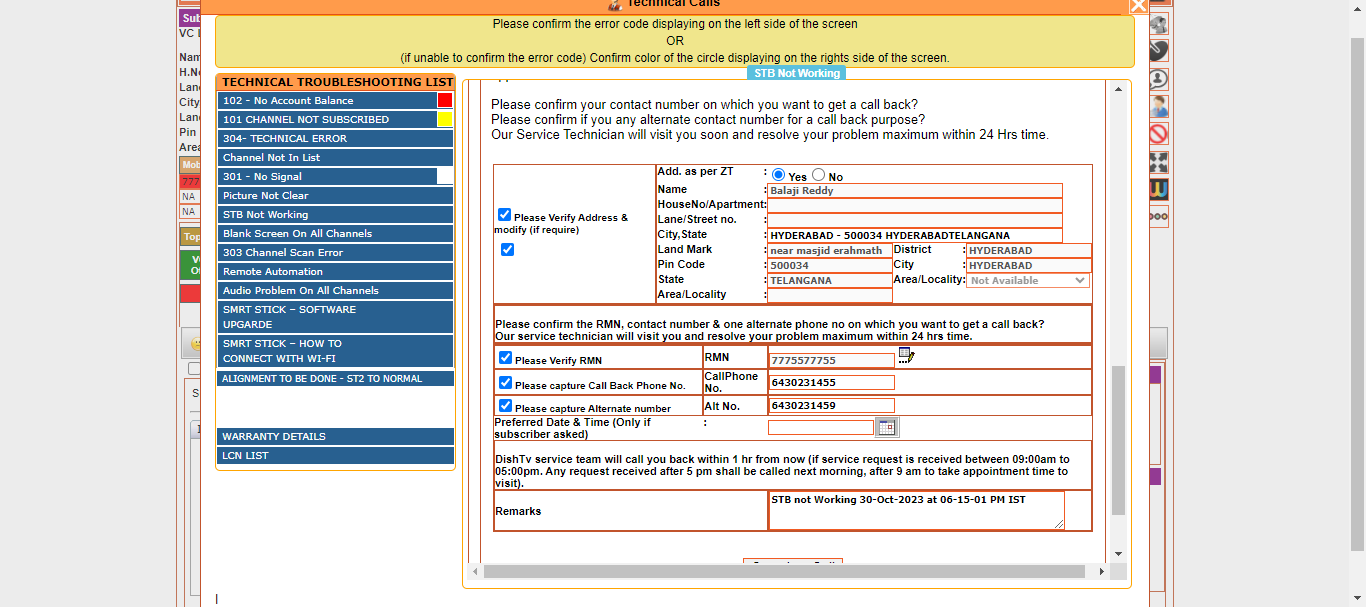 Technical Calls
Please confirm the error code displaying on the left side of the screen
OR
(if unable to confirm the error code) Confirm color of the circle displaying on the rights side of the screen.
Sub
VC
Nam
H.No
Land
City
Land
Pin
Area
Mob
777
NA
NA
Top
TECHNICAL TROUBLESHOOTING LIST
102 - No Account Balance
101 CHANNEL NOT SUBSCRIBED
304- TECHNICAL ERROR
Channel Not In List
301 - No Signal
Picture Not Clear
STB Not Working
Blank Screen On All Channels
303 Channel Scan Error
Remote Automation
Audio Problem On All Channels
SMRT STICK – SOFTWARE
UPGARDE
SMRT STICK – HOW TO
CONNECT WITH WI-FI
ALIGNMENT TO BE DONE - ST2 TO NORMAL
WARRANTY DETAILS
LCN LIST
STB Not Working
Please confirm your contact number on which you want to get a call back?
Please confirm if you any alternate contact number for a call back purpose?
Our Service Technician will visit you soon and resolve your problem maximum within 24 Hrs time.
Please Verify Address &
modify (if require)
Add. as per ZT : Yes No
Name : Balaji Reddy
HouseNo/Apartment:
Lane/Street no. :
City,State : HYDERABAD - 500034 HYDERABADTELANGANA
Land Mark : near masjid erahmath District : HYDERABAD
Pin Code : 500034 City : HYDERABAD
State : TELANGANA Area/Locality: Not Available
Area/Locality :
Please confirm the RMN, contact number & one alternate phone no on which you want to get a call back?
Our service technician will visit you and resolve your problem maximum within 24 hrs time.
Please Verify RMN RMN 7775577755
Please capture Call Back Phone No. CallPhone No. 6430231455
Please capture Alternate number Alt No. 6430231459
Preferred Date & Time (Only if :
subscriber asked)
DishTv service team will call you back within 1 hr from now (if service request is received between 09:00am to
05:00pm. Any request received after 5 pm shall be called next morning, after 9 am to take appointment time to
visit).
Remarks STB not Working 30-Oct-2023 at 06-15-01 PM IST